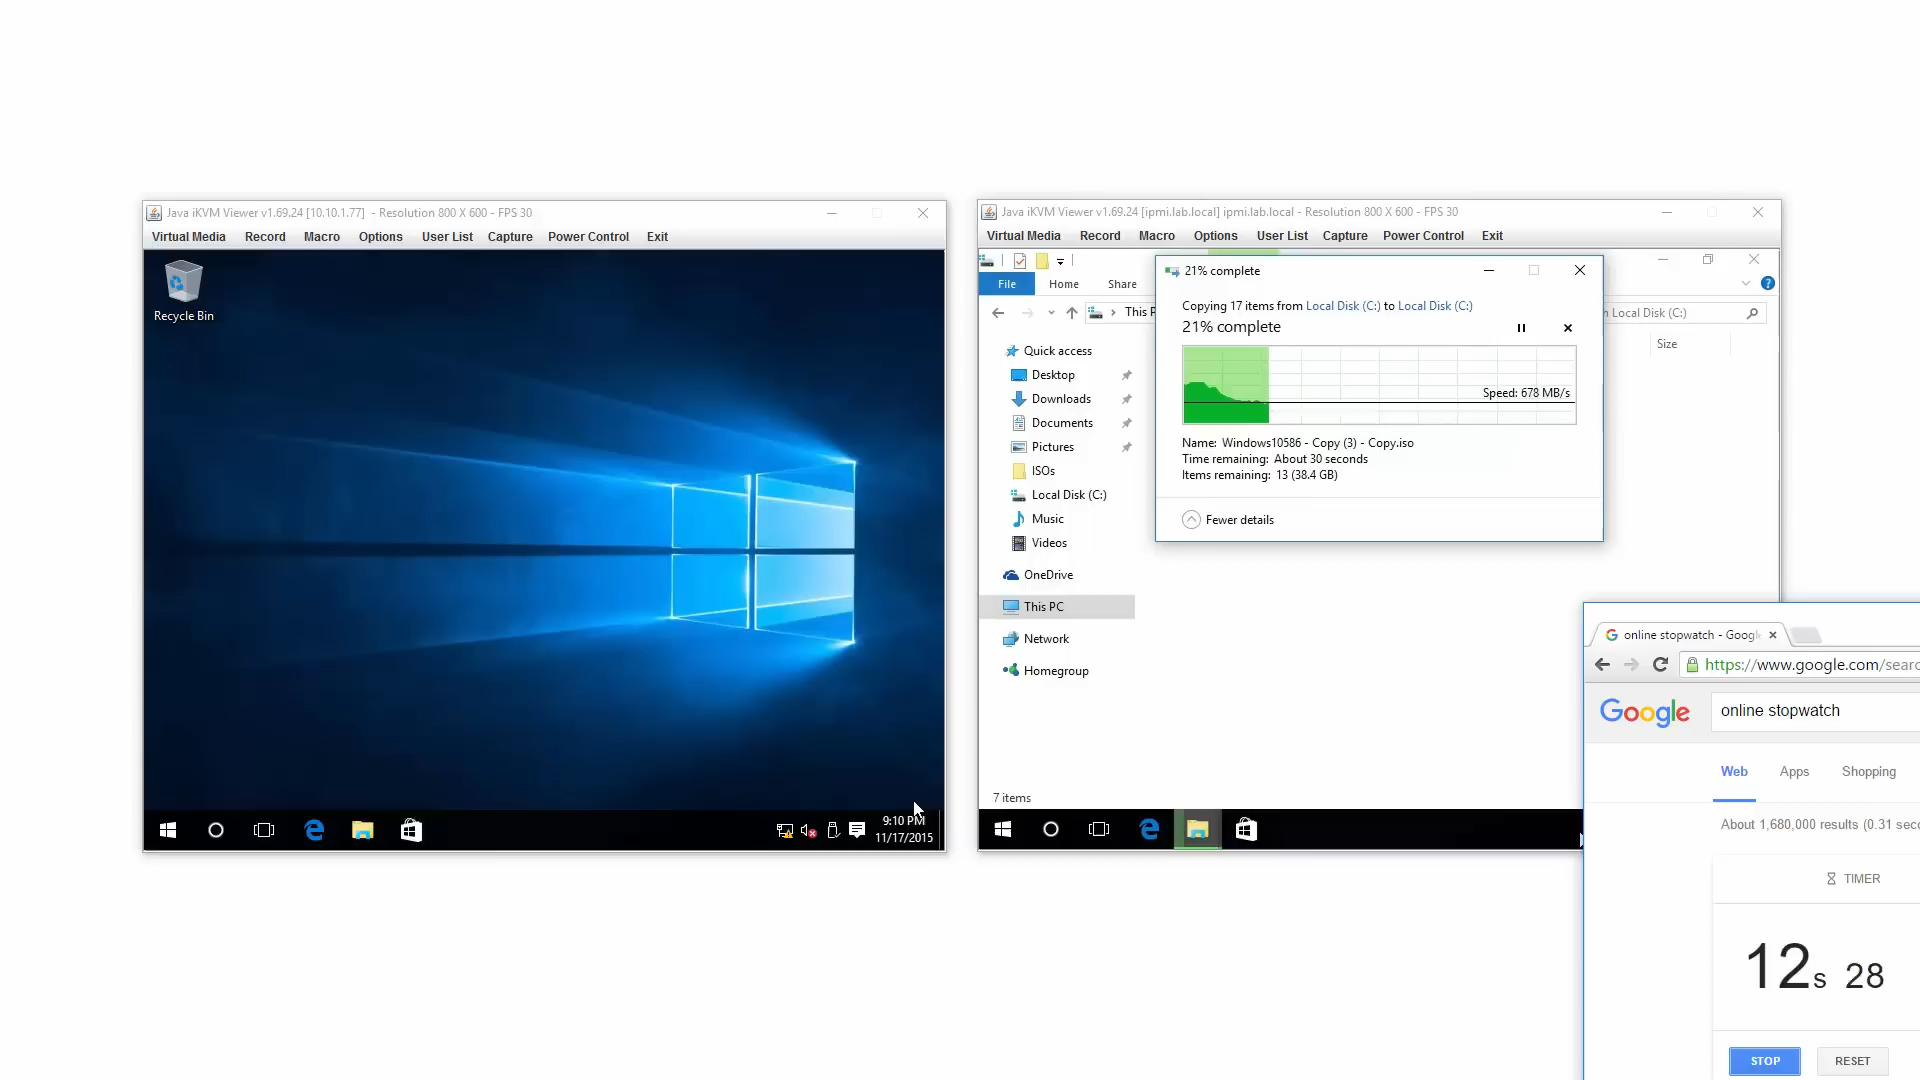 Java iKVM Viewer v1.69.24 [10.10.1.77] - Resolution 800 X 600 - FPS 30
Virtual Media Record Macro Options User List Capture Power Control Exit
Recycle Bin
9:10 PM
11/17/2015
Java iKVM Viewer v1.69.24 [ipmi.lab.local] ipmi.lab.local - Resolution 800 X 600 - FPS 30
Virtual Media Record Macro Options User List Capture Power Control Exit
File Home Share
This P
Local Disk (C:)
Size
Quick access
Desktop
Downloads
Documents
Pictures
ISOs
Local Disk (C:)
Music
Videos
OneDrive
This PC
Network
Homegroup
7 items
21% complete
Copying 17 items from Local Disk (C:) to Local Disk (C:)
21% complete
Speed: 678 MB/s
Name: Windows10586 - Copy (3) - Copy.iso
Time remaining: About 30 seconds
Items remaining: 13 (38.4 GB)
Fewer details
online stopwatch - Googl
https://www.google.com/searc
Google
online stopwatch
Web Apps Shopping
About 1,680,000 results (0.31 seco
TIMER
12s 28
STOP RESET